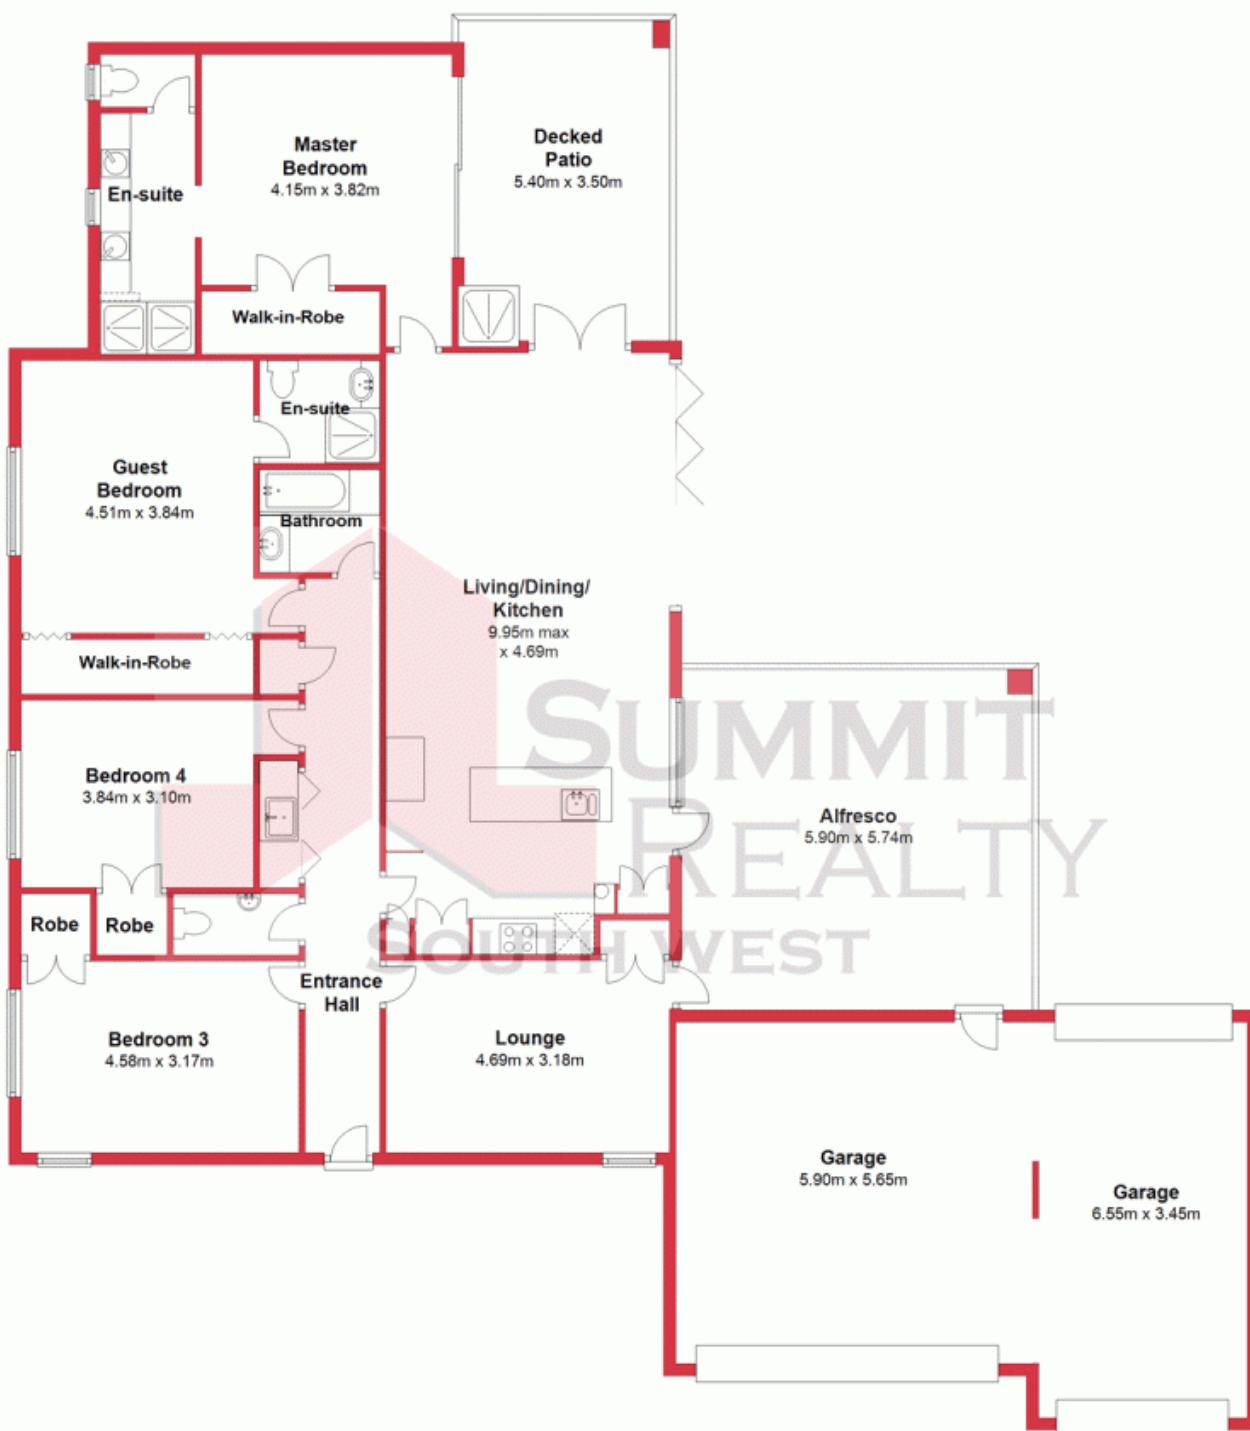 Master
Bedroom
4.15m x 3.82m
Decked
Patio
5.40m x 3.50m
En-suite
Walk-in-Robe
En-suite
Guest
Bedroom
4.51m x 3.84m
Bathroom
Living/Dining/
Kitchen
9.95m max
x 4.69m
Walk-in-Robe
SUMMIT
REALTY
SOUTH WEST
Bedroom 4
3.84m x 3.10m
Alfresco
5.90m x 5.74m
Robe
Robe
Entrance
Hall
Bedroom 3
4.58m x 3.17m
Lounge
4.69m x 3.18m
Garage
5.90m x 5.65m
Garage
6.55m x 3.45m